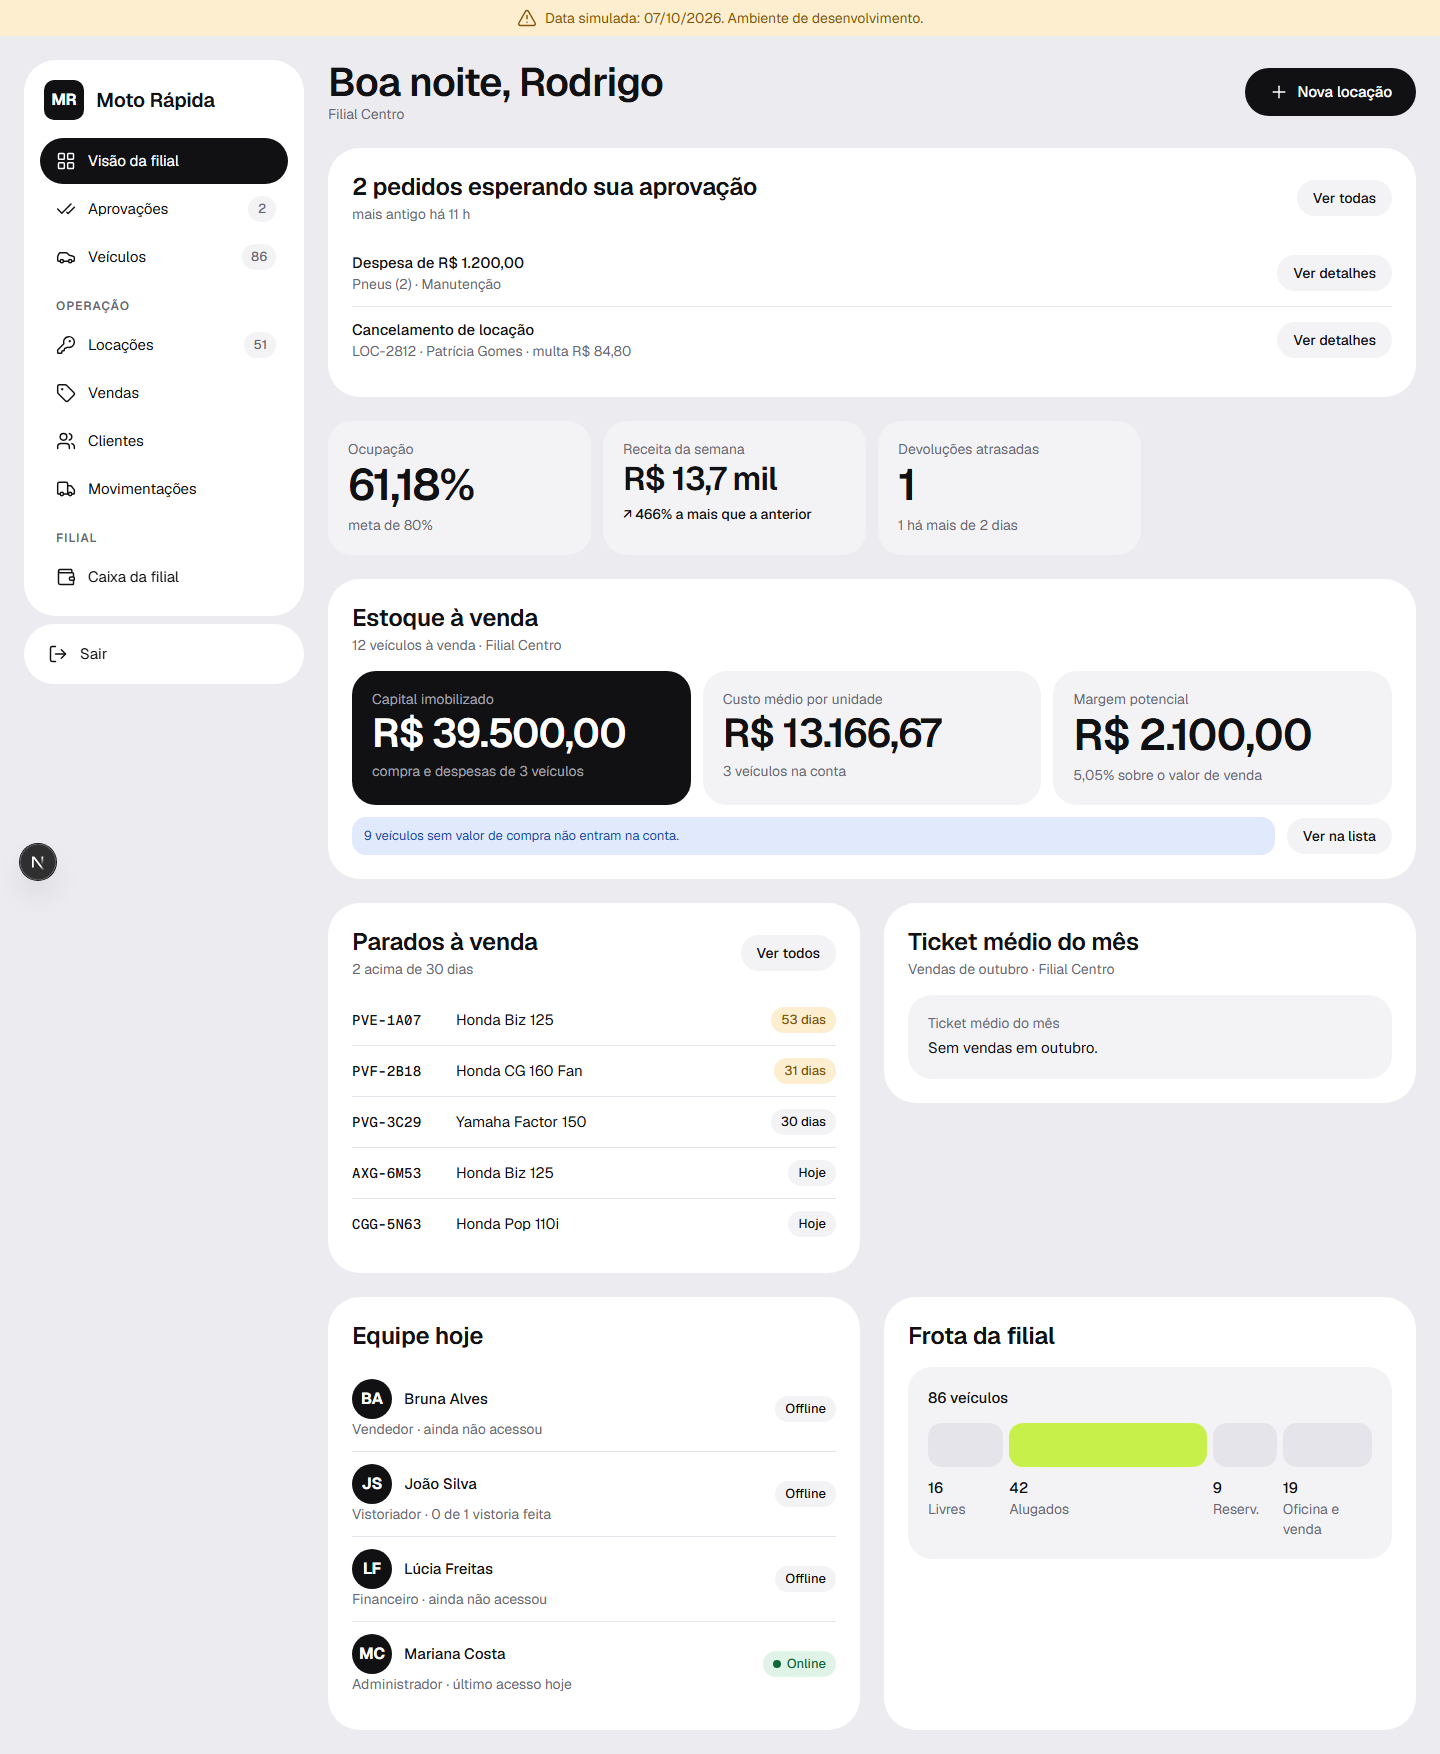 Data simulada: 07/10/2026. Ambiente de desenvolvimento.
MR Moto Rápida
Visão da filial
Aprovações 2
Veículos 86
OPERAÇÃO
Locações 51
Vendas
Clientes
Movimentações
FILIAL
Caixa da filial
Sair
N
Boa noite, Rodrigo
Filial Centro
Nova locação
2 pedidos esperando sua aprovação
mais antigo há 11 h
Ver todas
Despesa de R$ 1.200,00
Pneus (2) · Manutenção
Ver detalhes
Cancelamento de locação
LOC-2812 · Patrícia Gomes · multa R$ 84,80
Ver detalhes
Ocupação
61,18%
meta de 80%
Receita da semana
R$ 13,7 mil
↗ 466% a mais que a anterior
Devoluções atrasadas
1
1 há mais de 2 dias
Estoque à venda
12 veículos à venda · Filial Centro
Capital imobilizado
R$ 39.500,00
compra e despesas de 3 veículos
Custo médio por unidade
R$ 13.166,67
3 veículos na conta
Margem potencial
R$ 2.100,00
5,05% sobre o valor de venda
9 veículos sem valor de compra não entram na conta.
Ver na lista
Parados à venda
2 acima de 30 dias
Ver todos
PVE-1A07 Honda Biz 125 53 dias
PVF-2B18 Honda CG 160 Fan 31 dias
PVG-3C29 Yamaha Factor 150 30 dias
AXG-6M53 Honda Biz 125 Hoje
CGG-5N63 Honda Pop 110i Hoje
Ticket médio do mês
Vendas de outubro · Filial Centro
Ticket médio do mês
Sem vendas em outubro.
Equipe hoje
BA Bruna Alves
Vendedor · ainda não acessou
Offline
JS João Silva
Vistoriador · 0 de 1 vistoria feita
Offline
LF Lúcia Freitas
Financeiro · ainda não acessou
Offline
MC Mariana Costa
Administrador · último acesso hoje
Online
Frota da filial
86 veículos
16
Livres
42
Alugados
9
Reserv.
19
Oficina e
venda